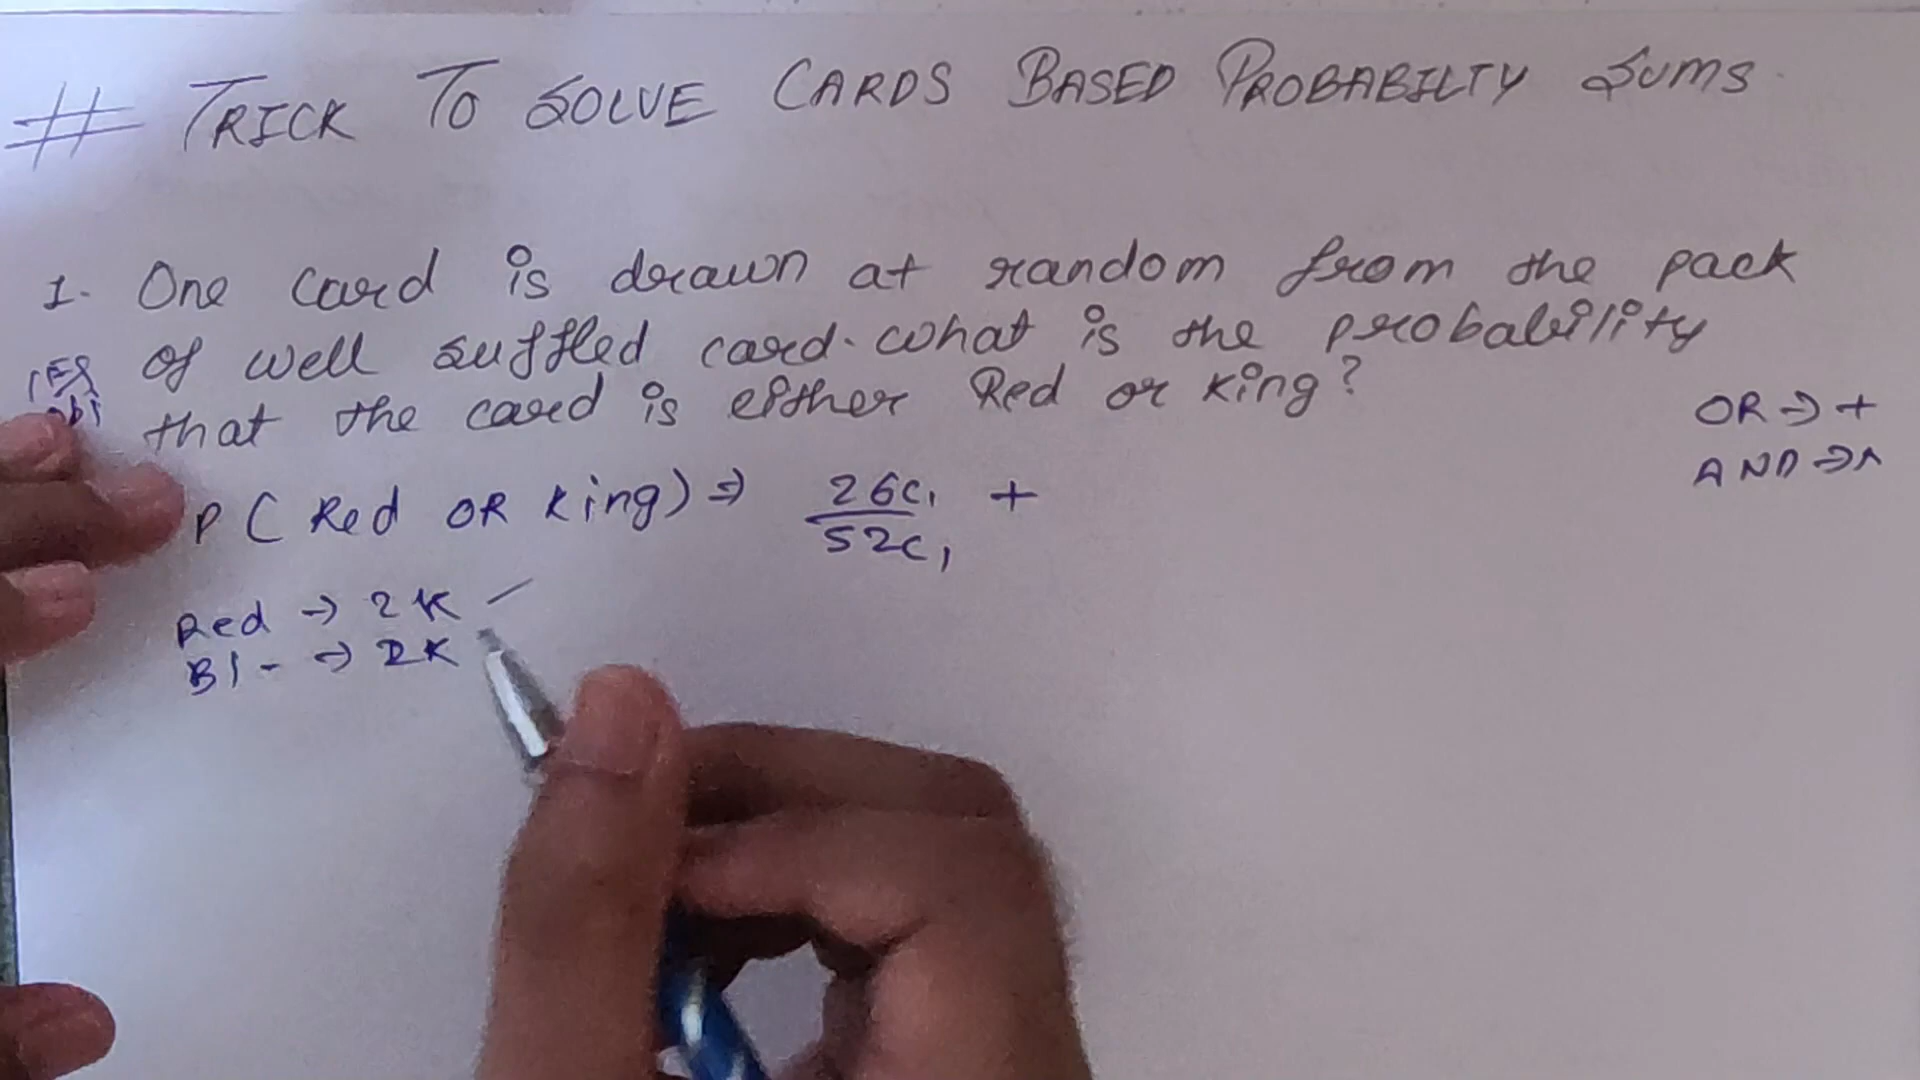 # TRICK TO SOLVE CARDS BASED PROBABILTY SUMS
1. One card is drawn at random from the pack
of well suffled card. what is the probability
that the card is either Red or king?
OR → +
AND →
P ( Red OR king) ⇒ 26C1 / 52C1 +
Red → 2K
Bl - → 2K